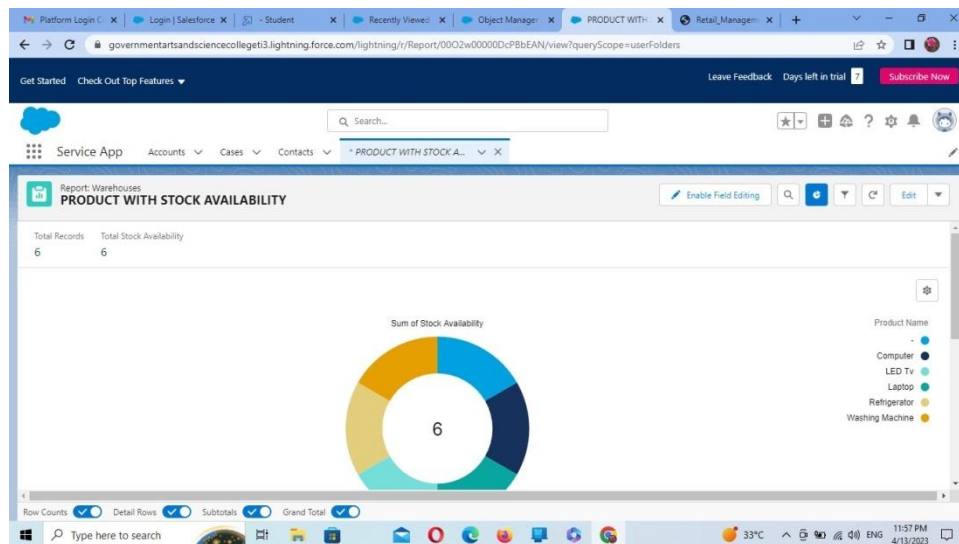 Platform Login C
Login | Salesforce
- Student
Recently Viewed
Object Manager
PRODUCT WITH
Retail_Managem
governmentartsandsciencecollegeti3.lightning.force.com/lightning/r/Report/00O2w00000DcPBbEAN/view?queryScope=userFolders
Get Started Check Out Top Features
Leave Feedback Days left in trial 7 Subscribe Now
Search...
Service App Accounts Cases Contacts * PRODUCT WITH STOCK A...
Report: Warehouses
PRODUCT WITH STOCK AVAILABILITY
Enable Field Editing Edit
Total Records Total Stock Availability
6 6
Sum of Stock Availability
6
Product Name
-
Computer
LED Tv
Laptop
Refrigerator
Washing Machine
Row Counts Detail Rows Subtotals Grand Total
Type here to search
33°C ENG 11:57 PM
4/13/2023